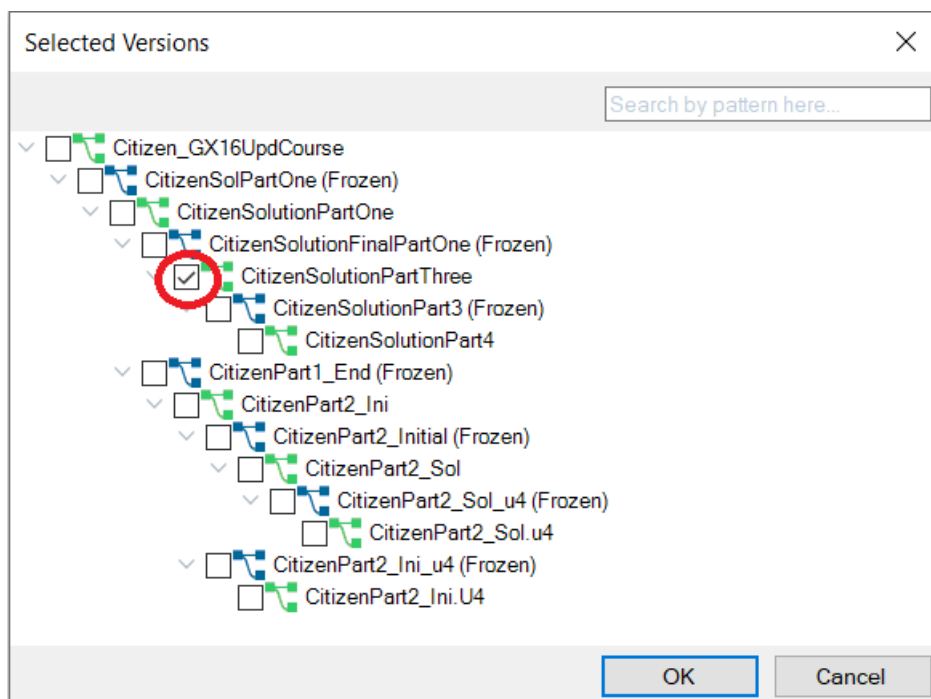 Selected Versions
Search by pattern here...
Citizen_GX16UpdCourse
CitizenSolPartOne (Frozen)
CitizenSolutionPartOne
CitizenSolutionFinalPartOne (Frozen)
CitizenSolutionPartThree
CitizenSolutionPart3 (Frozen)
CitizenSolutionPart4
CitizenPart1_End (Frozen)
CitizenPart2_Ini
CitizenPart2_Initial (Frozen)
CitizenPart2_Sol
CitizenPart2_Sol_u4 (Frozen)
CitizenPart2_Sol.u4
CitizenPart2_Ini_u4 (Frozen)
CitizenPart2_Ini.U4
OK Cancel